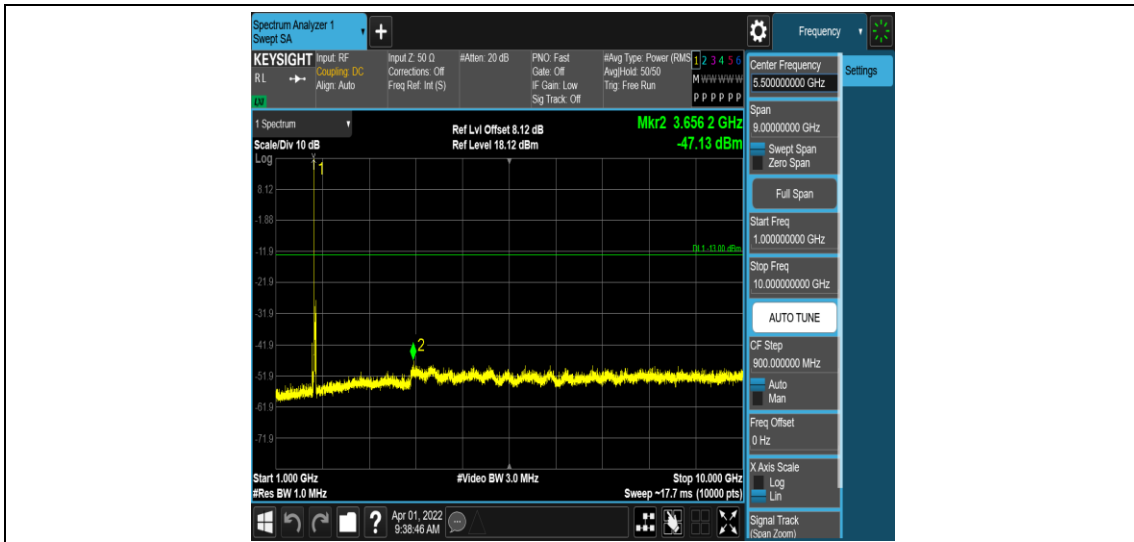 Spectrum Analyzer 1
Swept SA
+
Frequency
KEYSIGHT
RL
LXI
Input: RF
Coupling: DC
Align: Auto
Input Z: 50 Ω
Corrections: Off
Freq Ref: Int (S)
#Atten: 20 dB
PNO: Fast
Gate: Off
IF Gain: Low
Sig Track: Off
#Avg Type: Power (RMS
Avg|Hold: 50/50
Trig: Free Run
1 2 3 4 5 6
M W W W W W
P P P P P P
1 Spectrum
Scale/Div 10 dB
Ref Lvl Offset 8.12 dB
Ref Level 18.12 dBm
Mkr2 3.656 2 GHz
-47.13 dBm
Log
1
8.12
-1.88
-11.9
DL1 -13.00 dBm
-21.9
-31.9
-41.9
2
-51.9
-61.9
-71.9
Start 1.000 GHz
#Res BW 1.0 MHz
#Video BW 3.0 MHz
Stop 10.000 GHz
Sweep ~17.7 ms (10000 pts)
Center Frequency
5.500000000 GHz
Settings
Span
9.00000000 GHz
Swept Span
Zero Span
Full Span
Start Freq
1.000000000 GHz
Stop Freq
10.000000000 GHz
AUTO TUNE
CF Step
900.000000 MHz
Auto
Man
Freq Offset
0 Hz
X Axis Scale
Log
Lin
Signal Track
(Span Zoom)
?
Apr 01, 2022
9:38:46 AM